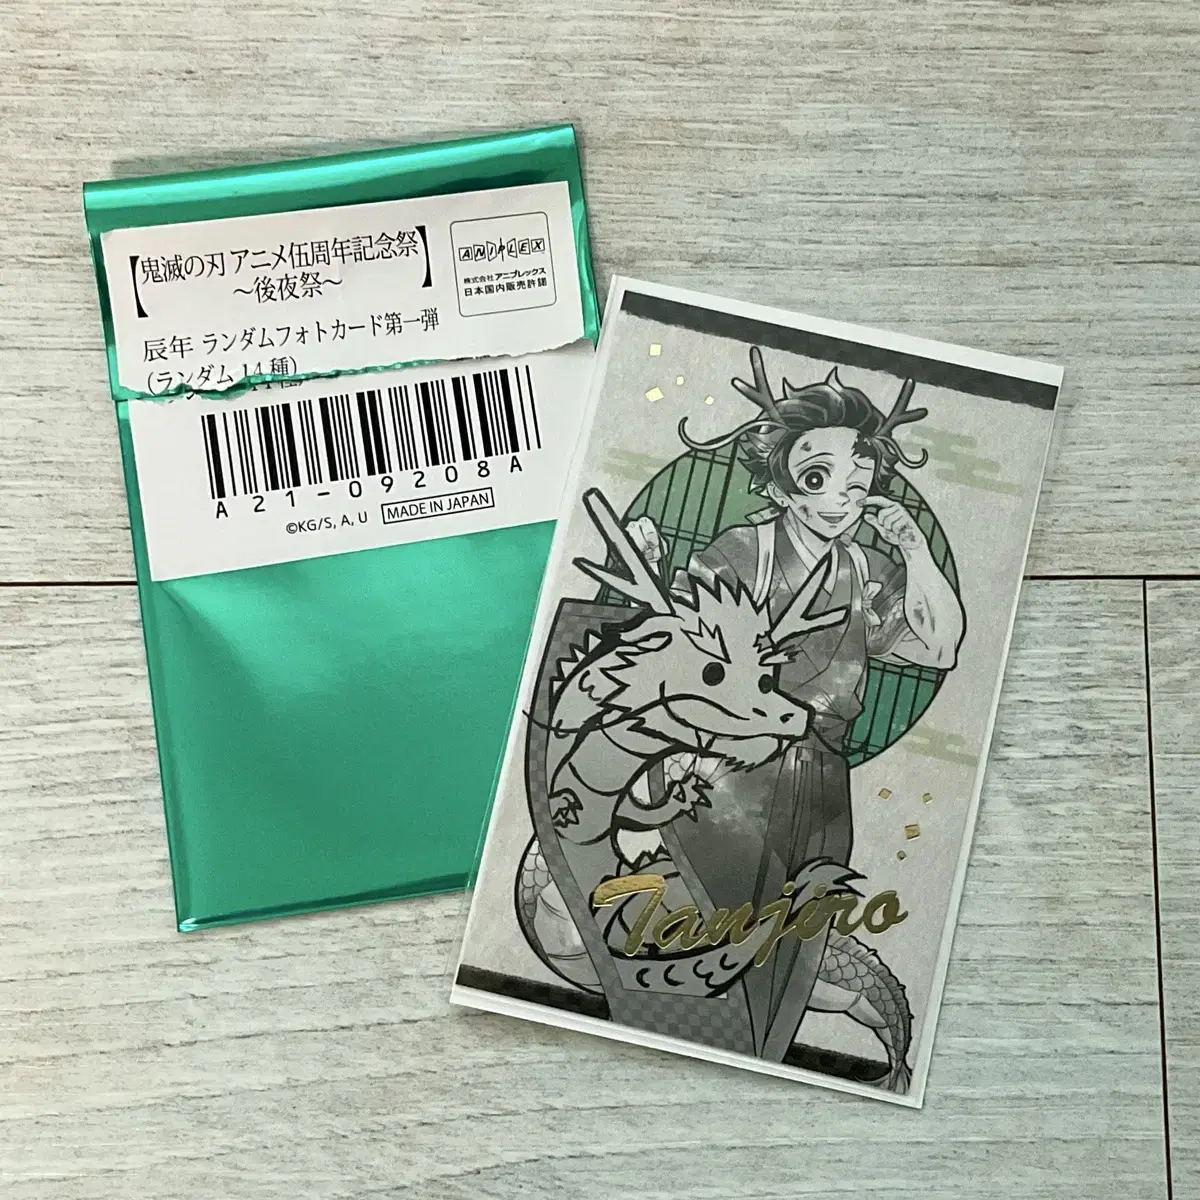 【鬼滅の刃 アニメ伍周年記念祭
～後夜祭～】
辰年 ランダムフォトカード第一弾
（ランダム 14 種）
ANIPLEX
株式会社 アニプレックス
日本国内販売許諾
A21-09208A
©KG/S, A, U MADE IN JAPAN
Tanjiro